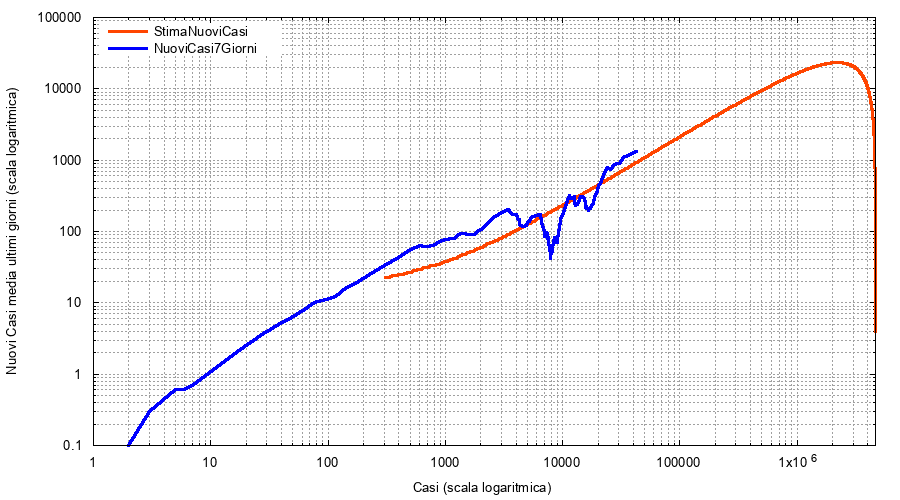 100000
10000
1000
100
10
1
0.1
StimaNuoviCasi
NuoviCasi7Giorni
Nuovi Casi media ultimi giorni (scala logaritmica)
1 10 100 1000 10000 100000 1x10 6
Casi (scala logaritmica)